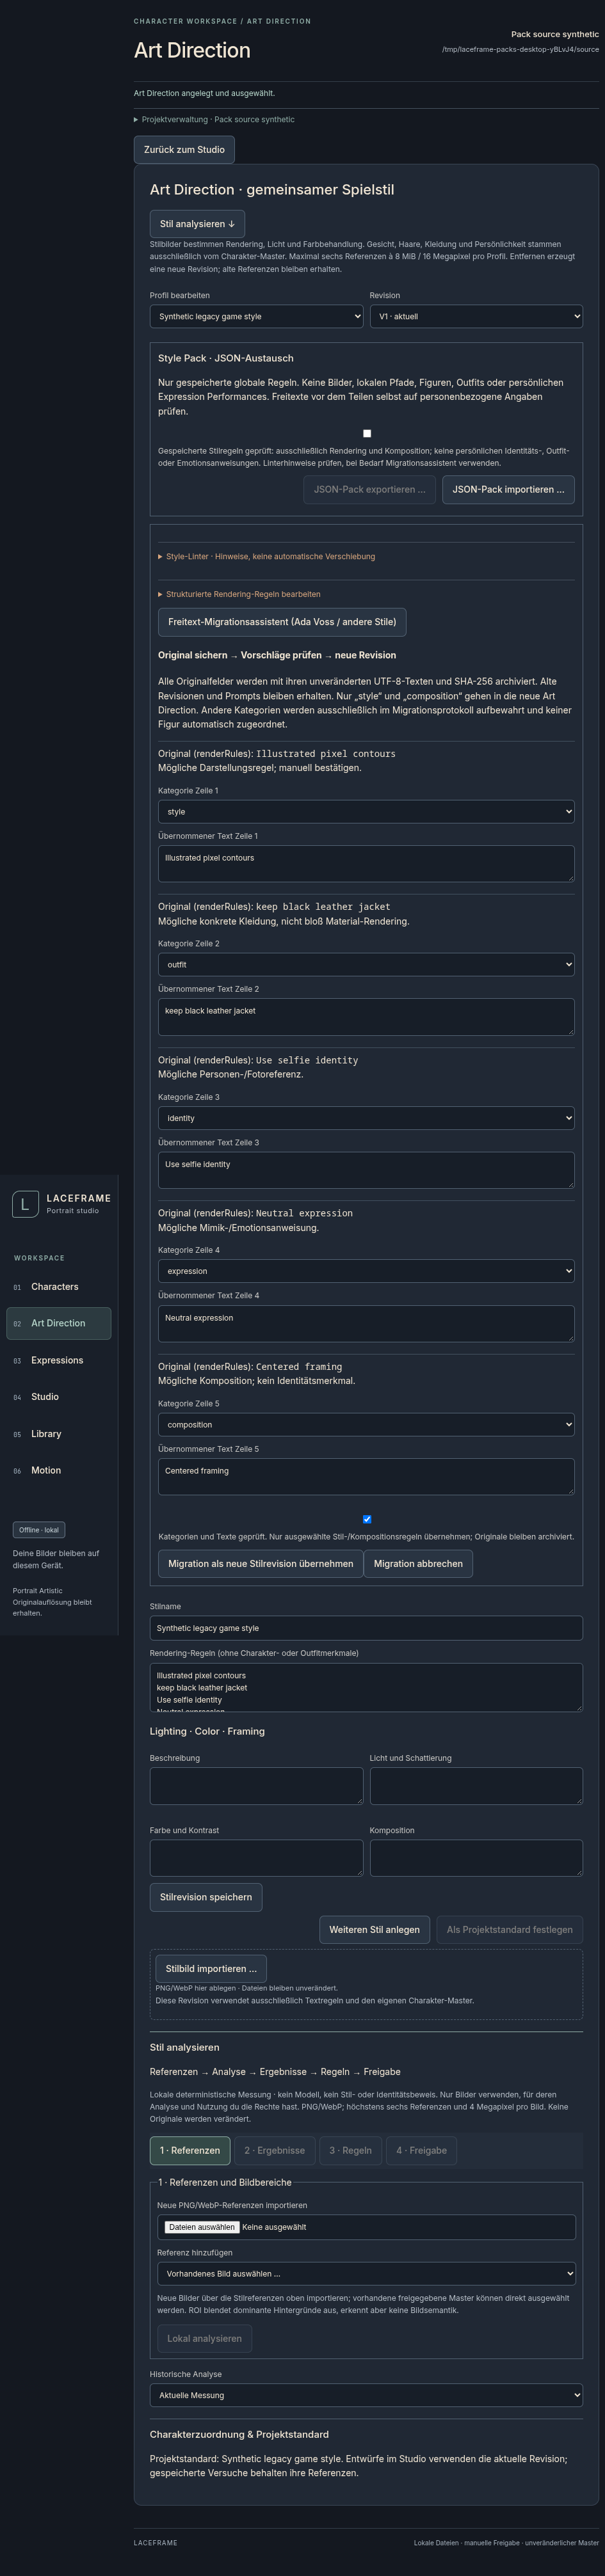 CHARACTER WORKSPACE / ART DIRECTION
Art Direction
Pack source synthetic
/tmp/laceframe-packs-desktop-yBLvJ4/source
Art Direction angelegt und ausgewählt.
▶ Projektverwaltung · Pack source synthetic
Zurück zum Studio
Art Direction · gemeinsamer Spielstil
Stil analysieren ↓
Stilbilder bestimmen Rendering, Licht und Farbbehandlung. Gesicht, Haare, Kleidung und Persönlichkeit stammen
ausschließlich vom Charakter-Master. Maximal sechs Referenzen à 8 MiB / 16 Megapixel pro Profil. Entfernen erzeugt
eine neue Revision; alte Referenzen bleiben erhalten.
Profil bearbeiten
Revision
Synthetic legacy game style
V1 · aktuell
Style Pack · JSON-Austausch
Nur gespeicherte globale Regeln. Keine Bilder, lokalen Pfade, Figuren, Outfits oder persönlichen
Expression Performances. Freitexte vor dem Teilen selbst auf personenbezogene Angaben
prüfen.
Gespeicherte Stilregeln geprüft: ausschließlich Rendering und Komposition; keine persönlichen Identitäts-, Outfit-
oder Emotionsanweisungen. Linterhinweise prüfen, bei Bedarf Migrationsassistent verwenden.
JSON-Pack exportieren ...
JSON-Pack importieren ...
▶ Style-Linter · Hinweise, keine automatische Verschiebung
▶ Strukturierte Rendering-Regeln bearbeiten
Freitext-Migrationsassistent (Ada Voss / andere Stile)
Original sichern → Vorschläge prüfen → neue Revision
Alle Originalfelder werden mit ihren unveränderten UTF-8-Texten und SHA-256 archiviert. Alte
Revisionen und Prompts bleiben erhalten. Nur „style“ und „composition“ gehen in die neue Art
Direction. Andere Kategorien werden ausschließlich im Migrationsprotokoll aufbewahrt und keiner
Figur automatisch zugeordnet.
Original (renderRules): Illustrated pixel contours
Mögliche Darstellungsregel; manuell bestätigen.
Kategorie Zeile 1
style
Übernommener Text Zeile 1
Illustrated pixel contours
Original (renderRules): keep black leather jacket
Mögliche konkrete Kleidung, nicht bloß Material-Rendering.
Kategorie Zeile 2
outfit
Übernommener Text Zeile 2
keep black leather jacket
Original (renderRules): Use selfie identity
Mögliche Personen-/Fotoreferenz.
Kategorie Zeile 3
identity
Übernommener Text Zeile 3
Use selfie identity
Original (renderRules): Neutral expression
Mögliche Mimik-/Emotionsanweisung.
Kategorie Zeile 4
expression
Übernommener Text Zeile 4
Neutral expression
Original (renderRules): Centered framing
Mögliche Komposition; kein Identitätsmerkmal.
Kategorie Zeile 5
composition
Übernommener Text Zeile 5
Centered framing
Kategorien und Texte geprüft. Nur ausgewählte Stil-/Kompositionsregeln übernehmen; Originale bleiben archiviert.
Migration als neue Stilrevision übernehmen
Migration abbrechen
L
LACEFRAME
Portrait studio
WORKSPACE
01 Characters
02 Art Direction
03 Expressions
04 Studio
05 Library
06 Motion
Offline · lokal
Deine Bilder bleiben auf
diesem Gerät.
Portrait Artistic
Originalauflösung bleibt
erhalten.
Stilname
Synthetic legacy game style
Rendering-Regeln (ohne Charakter- oder Outfitmerkmale)
Illustrated pixel contours
keep black leather jacket
Use selfie identity
Neutral expression
Lighting · Color · Framing
Beschreibung
Licht und Schattierung
Farbe und Kontrast
Komposition
Stilrevision speichern
Weiteren Stil anlegen
Als Projektstandard festlegen
Stilbild importieren ...
PNG/WebP hier ablegen · Dateien bleiben unverändert.
Diese Revision verwendet ausschließlich Textregeln und den eigenen Charakter-Master.
Stil analysieren
Referenzen → Analyse → Ergebnisse → Regeln → Freigabe
Lokale deterministische Messung · kein Modell, kein Stil- oder Identitätsbeweis. Nur Bilder verwenden, für deren
Analyse und Nutzung du die Rechte hast. PNG/WebP; höchstens sechs Referenzen und 4 Megapixel pro Bild. Keine
Originale werden verändert.
1 · Referenzen
2 · Ergebnisse
3 · Regeln
4 · Freigabe
1 · Referenzen und Bildbereiche
Neue PNG/WebP-Referenzen importieren
Dateien auswählen Keine ausgewählt
Referenz hinzufügen
Vorhandenes Bild auswählen ...
Neue Bilder über die Stilreferenzen oben importieren; vorhandene freigegebene Master können direkt ausgewählt
werden. ROI blendet dominante Hintergründe aus, erkennt aber keine Bildsemantik.
Lokal analysieren
Historische Analyse
Aktuelle Messung
Charakterzuordnung & Projektstandard
Projektstandard: Synthetic legacy game style. Entwürfe im Studio verwenden die aktuelle Revision;
gespeicherte Versuche behalten ihre Referenzen.
LACEFRAME
Lokale Dateien · manuelle Freigabe · unveränderlicher Master